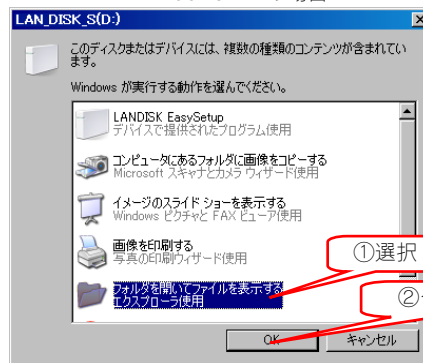 LAN_DISK_S(D:)
このディスクまたはデバイスには、複数の種類のコンテンツが含まれてい
ます。
Windows が実行する動作を選んでください。
LANDISK EasySetup
デバイスで提供されたプログラム使用
コンピュータにあるフォルダに画像をコピーする
Microsoft スキャナとカメラ ウィザード使用
イメージのスライド ショーを表示する
Windows ピクチャと FAX ビューア使用
画像を印刷する
写真の印刷ウィザード使用
①選択
フォルダを開いてファイルを表示する
エクスプローラ使用
②
OK
キャンセル